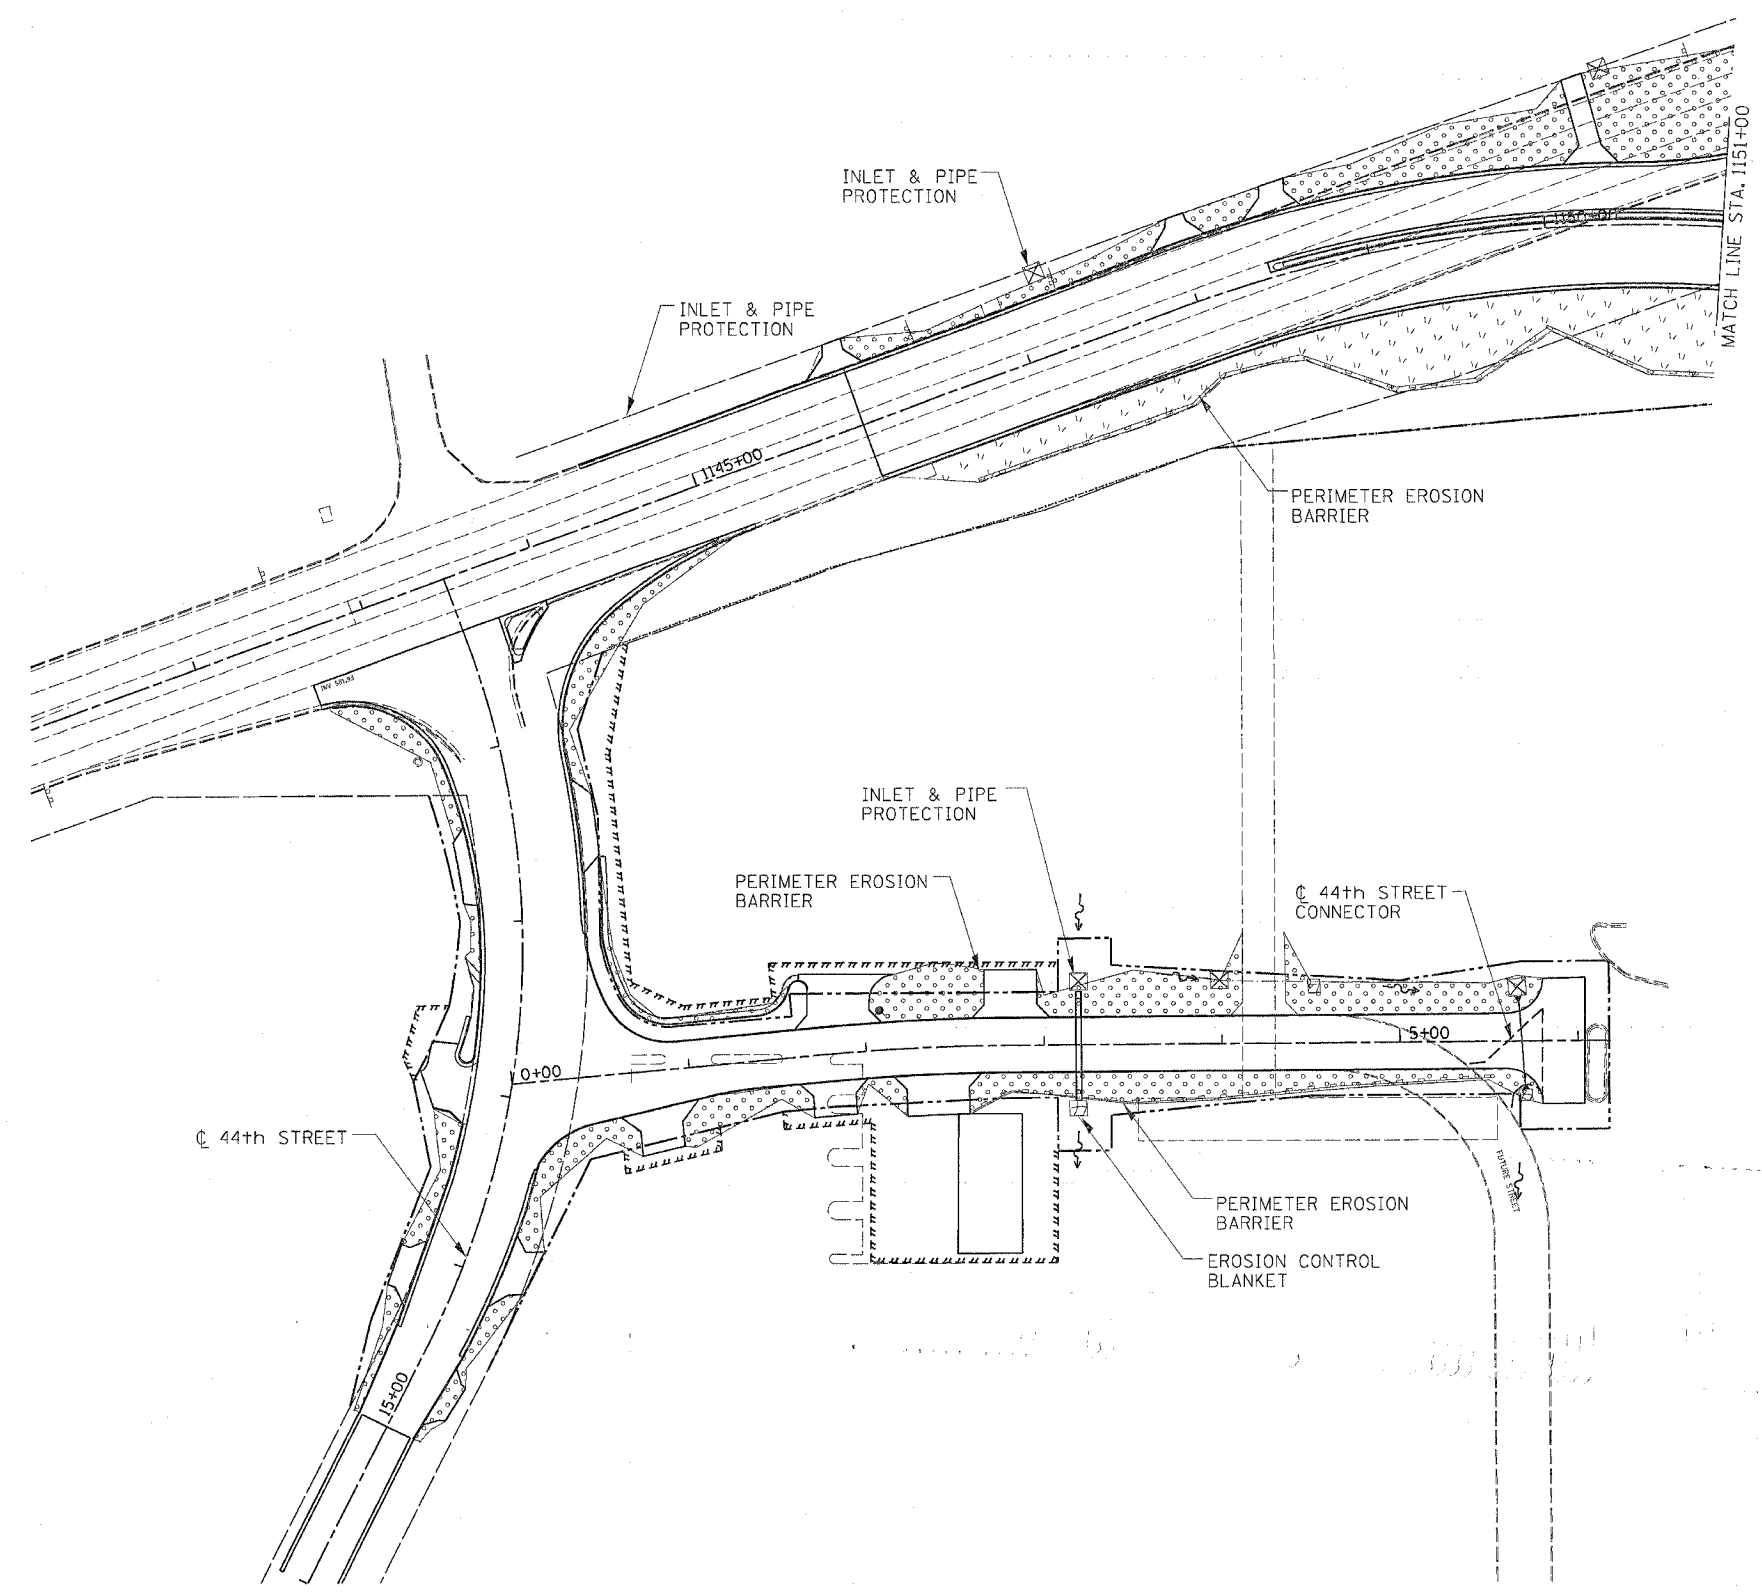 MATCH LINE STA. 1151+00
INLET & PIPE
PROTECTION
1150+00
INLET & PIPE
PROTECTION
1145+00
PERIMETER EROSION
BARRIER
INLET & PIPE
PROTECTION
PERIMETER EROSION
BARRIER
℄ 44th STREET
CONNECTOR
5+00
0+00
℄ 44th STREET
FUTURE STREET
PERIMETER EROSION
BARRIER
EROSION CONTROL
BLANKET
15+00